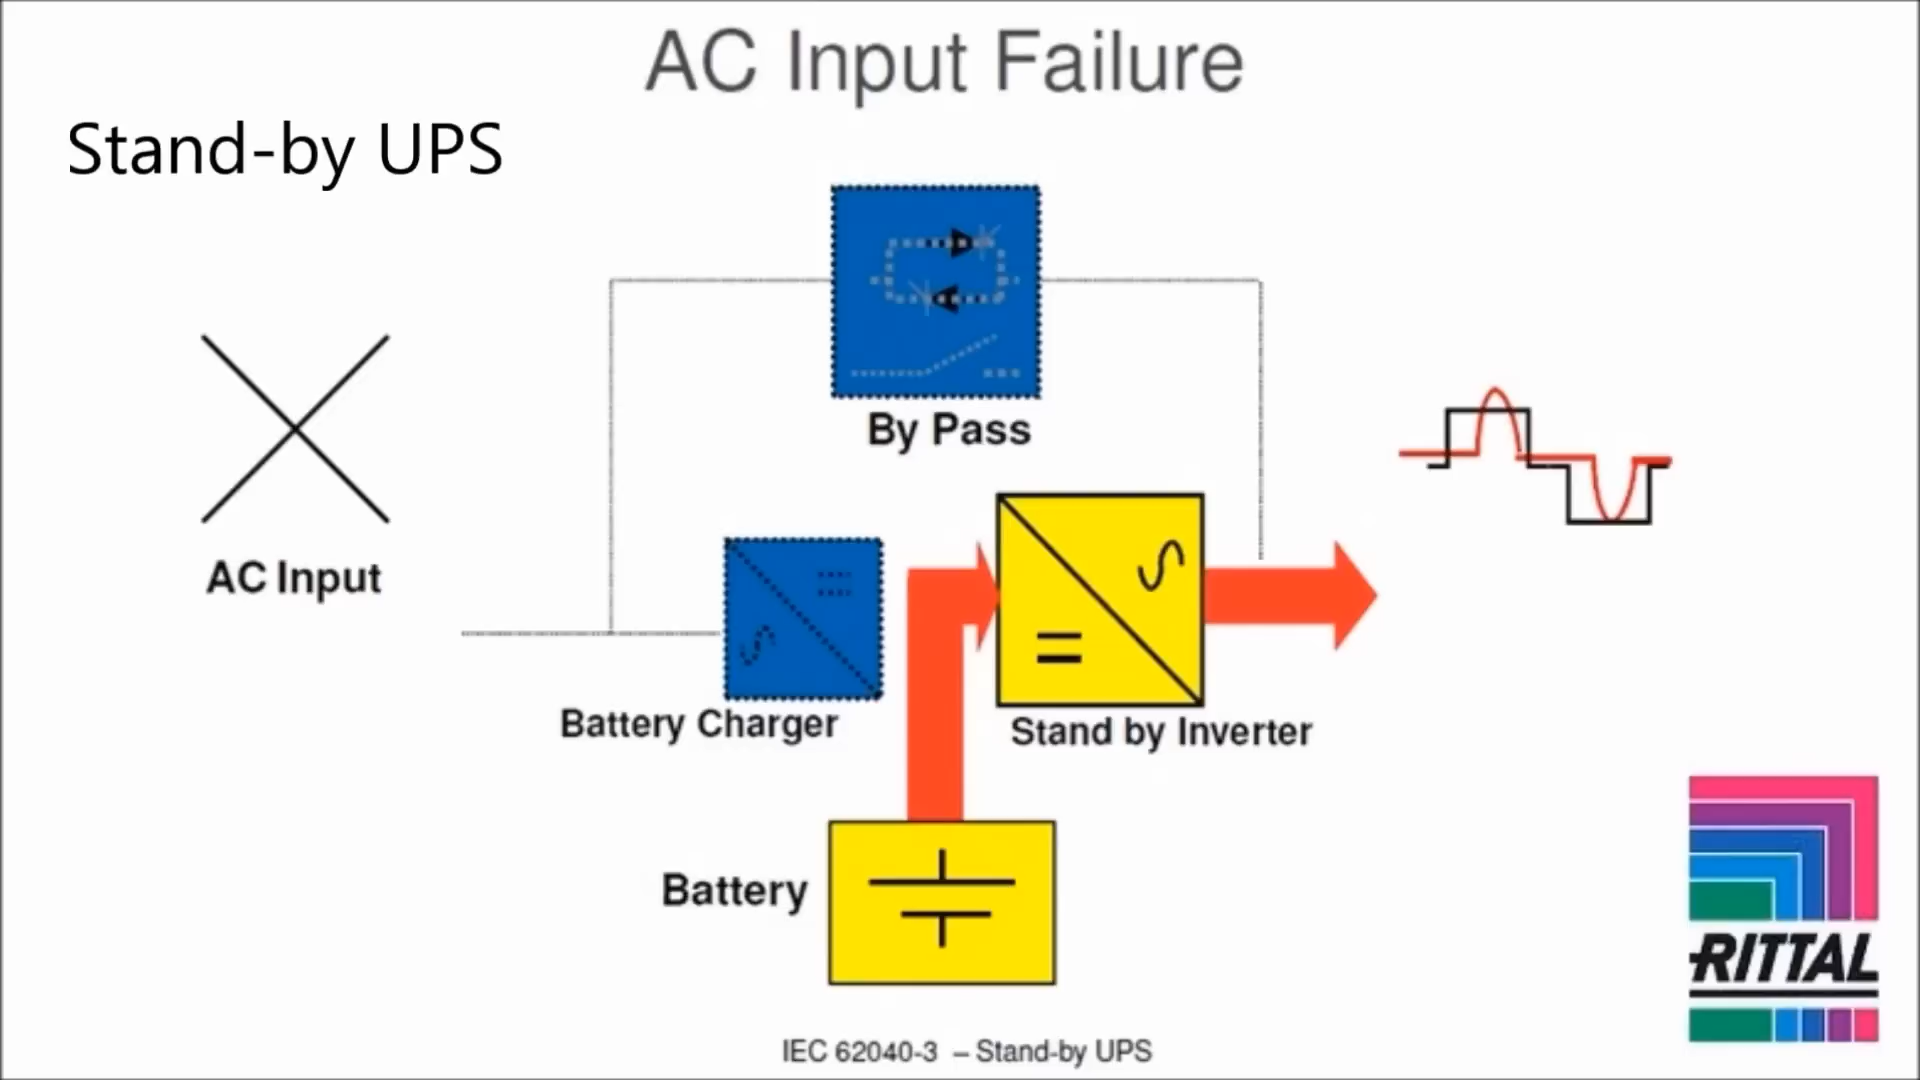 AC Input Failure
Stand-by UPS
By Pass
AC Input
Battery Charger
Stand by Inverter
Battery
RITTAL
IEC 62040-3 – Stand-by UPS